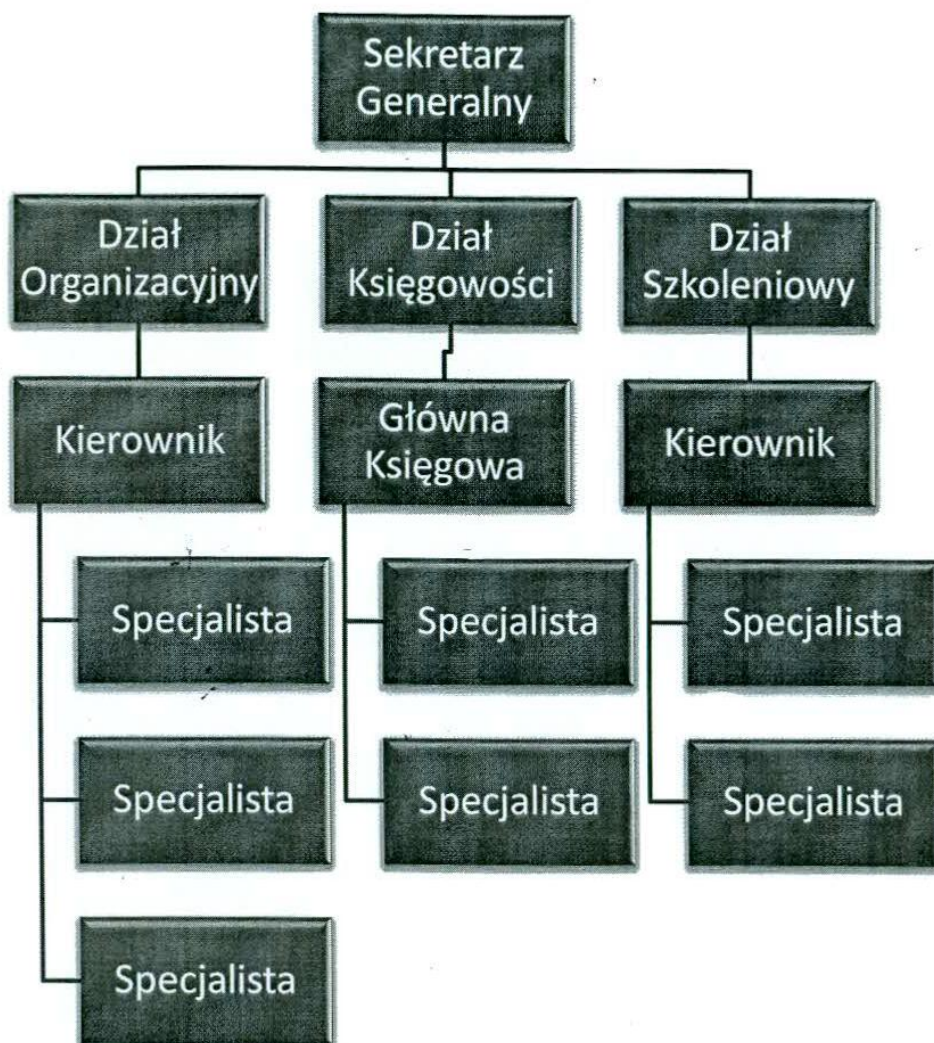 Sekretarz
Generalny
Dział
Organizacyjny
Dział
Księgowości
Dział
Szkoleniowy
Kierownik
Główna
Księgowa
Kierownik
Specjalista
Specjalista
Specjalista
Specjalista
Specjalista
Specjalista
Specjalista